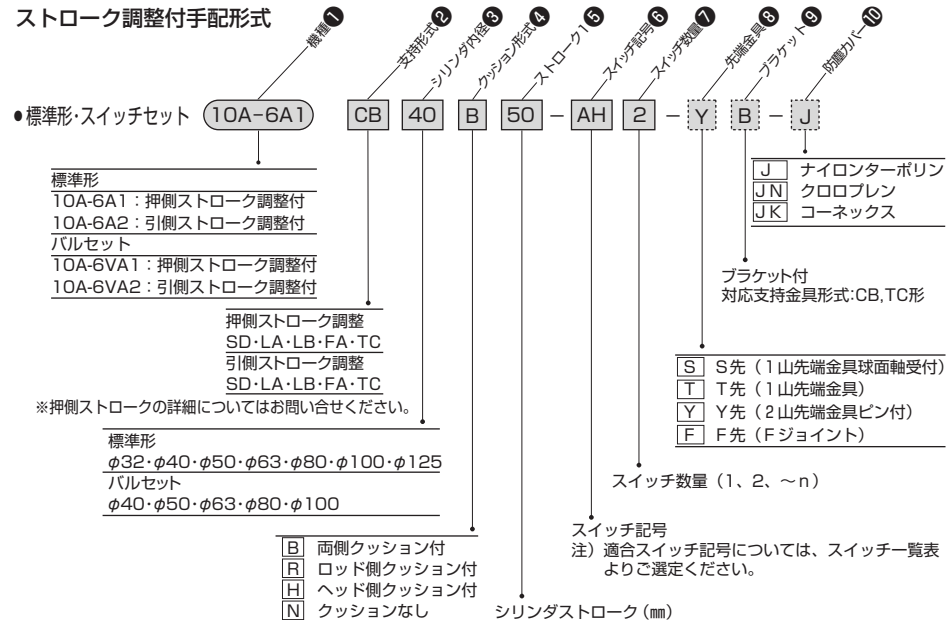 ストローク調整付手配形式
機種❶
支持形式❷
シリンダ内径❸
クッション形式❹
ストローク1❺
スイッチ記号❻
スイッチ数量❼
先端金具❽
ブラケット❾
防塵カバー❿
●標準形・スイッチセット 10A-6A1 CB 40 B 50 - AH 2 - Y B - J
標準形
10A-6A1：押側ストローク調整付
10A-6A2：引側ストローク調整付
バルセット
10A-6VA1：押側ストローク調整付
10A-6VA2：引側ストローク調整付
J ナイロンターポリン
JN クロロプレン
JK コーネックス
ブラケット付
対応支持金具形式:CB,TC形
押側ストローク調整
SD・LA・LB・FA・TC
引側ストローク調整
SD・LA・LB・FA・TC
※押側ストロークの詳細についてはお問い合せください。
S S先（1山先端金具球面軸受付）
T T先（1山先端金具）
Y Y先（2山先端金具ピン付）
F F先（Fジョイント）
標準形
φ32・φ40・φ50・φ63・φ80・φ100・φ125
バルセット
φ40・φ50・φ63・φ80・φ100
スイッチ数量（1、2、～n）
スイッチ記号
注）適合スイッチ記号については、スイッチ一覧表
よりご選定ください。
B 両側クッション付
R ロッド側クッション付
H ヘッド側クッション付
N クッションなし
シリンダストローク（㎜）